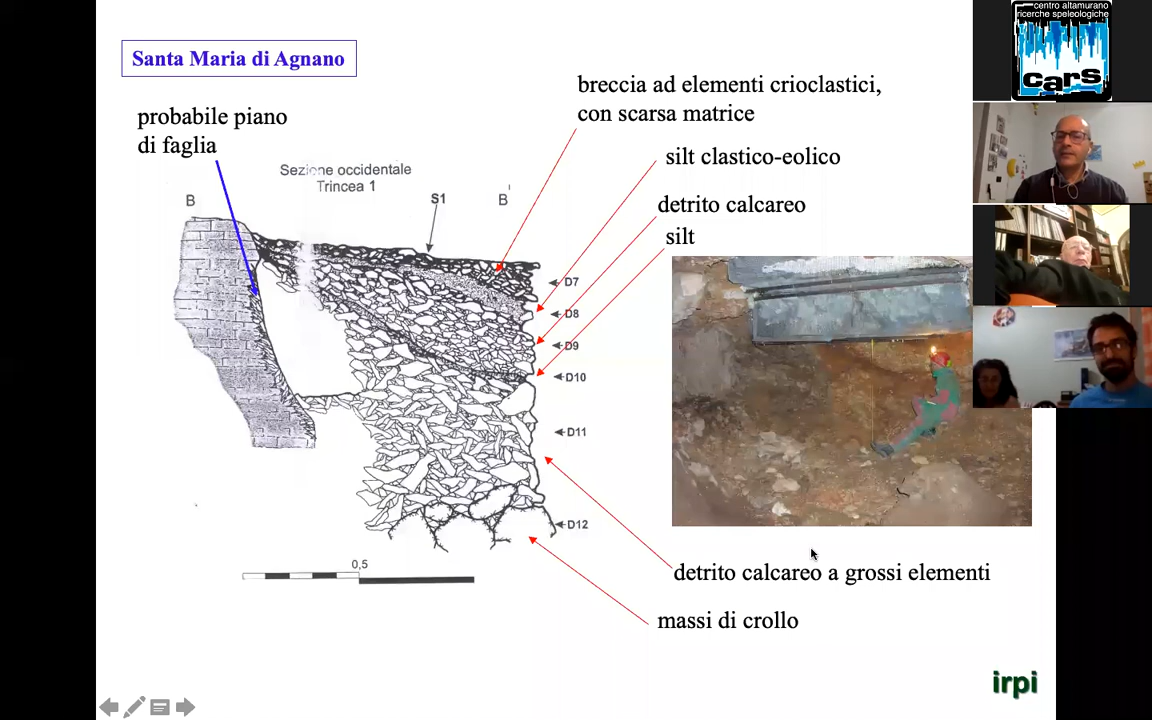 centro altamurano
ricerche speleologiche
cars
Santa Maria di Agnano
breccia ad elementi crioclastici,
con scarsa matrice
probabile piano
di faglia
silt clastico-eolico
Sezione occidentale
Trincea 1
B
S1
B'
detrito calcareo
silt
D7
D8
D9
D10
D11
D12
0,5
detrito calcareo a grossi elementi
massi di crollo
irpi